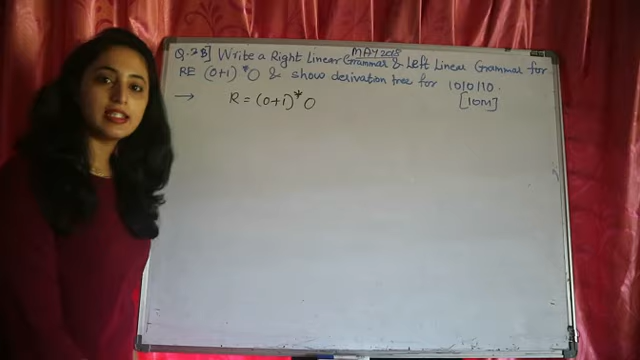 MAY 2018
Q.2B] Write a Right Linear Grammar & Left Linear Grammar for
RE (0+1)*0 & show derivation tree for 1010110.
[10M]
→ R = (0+1)*0